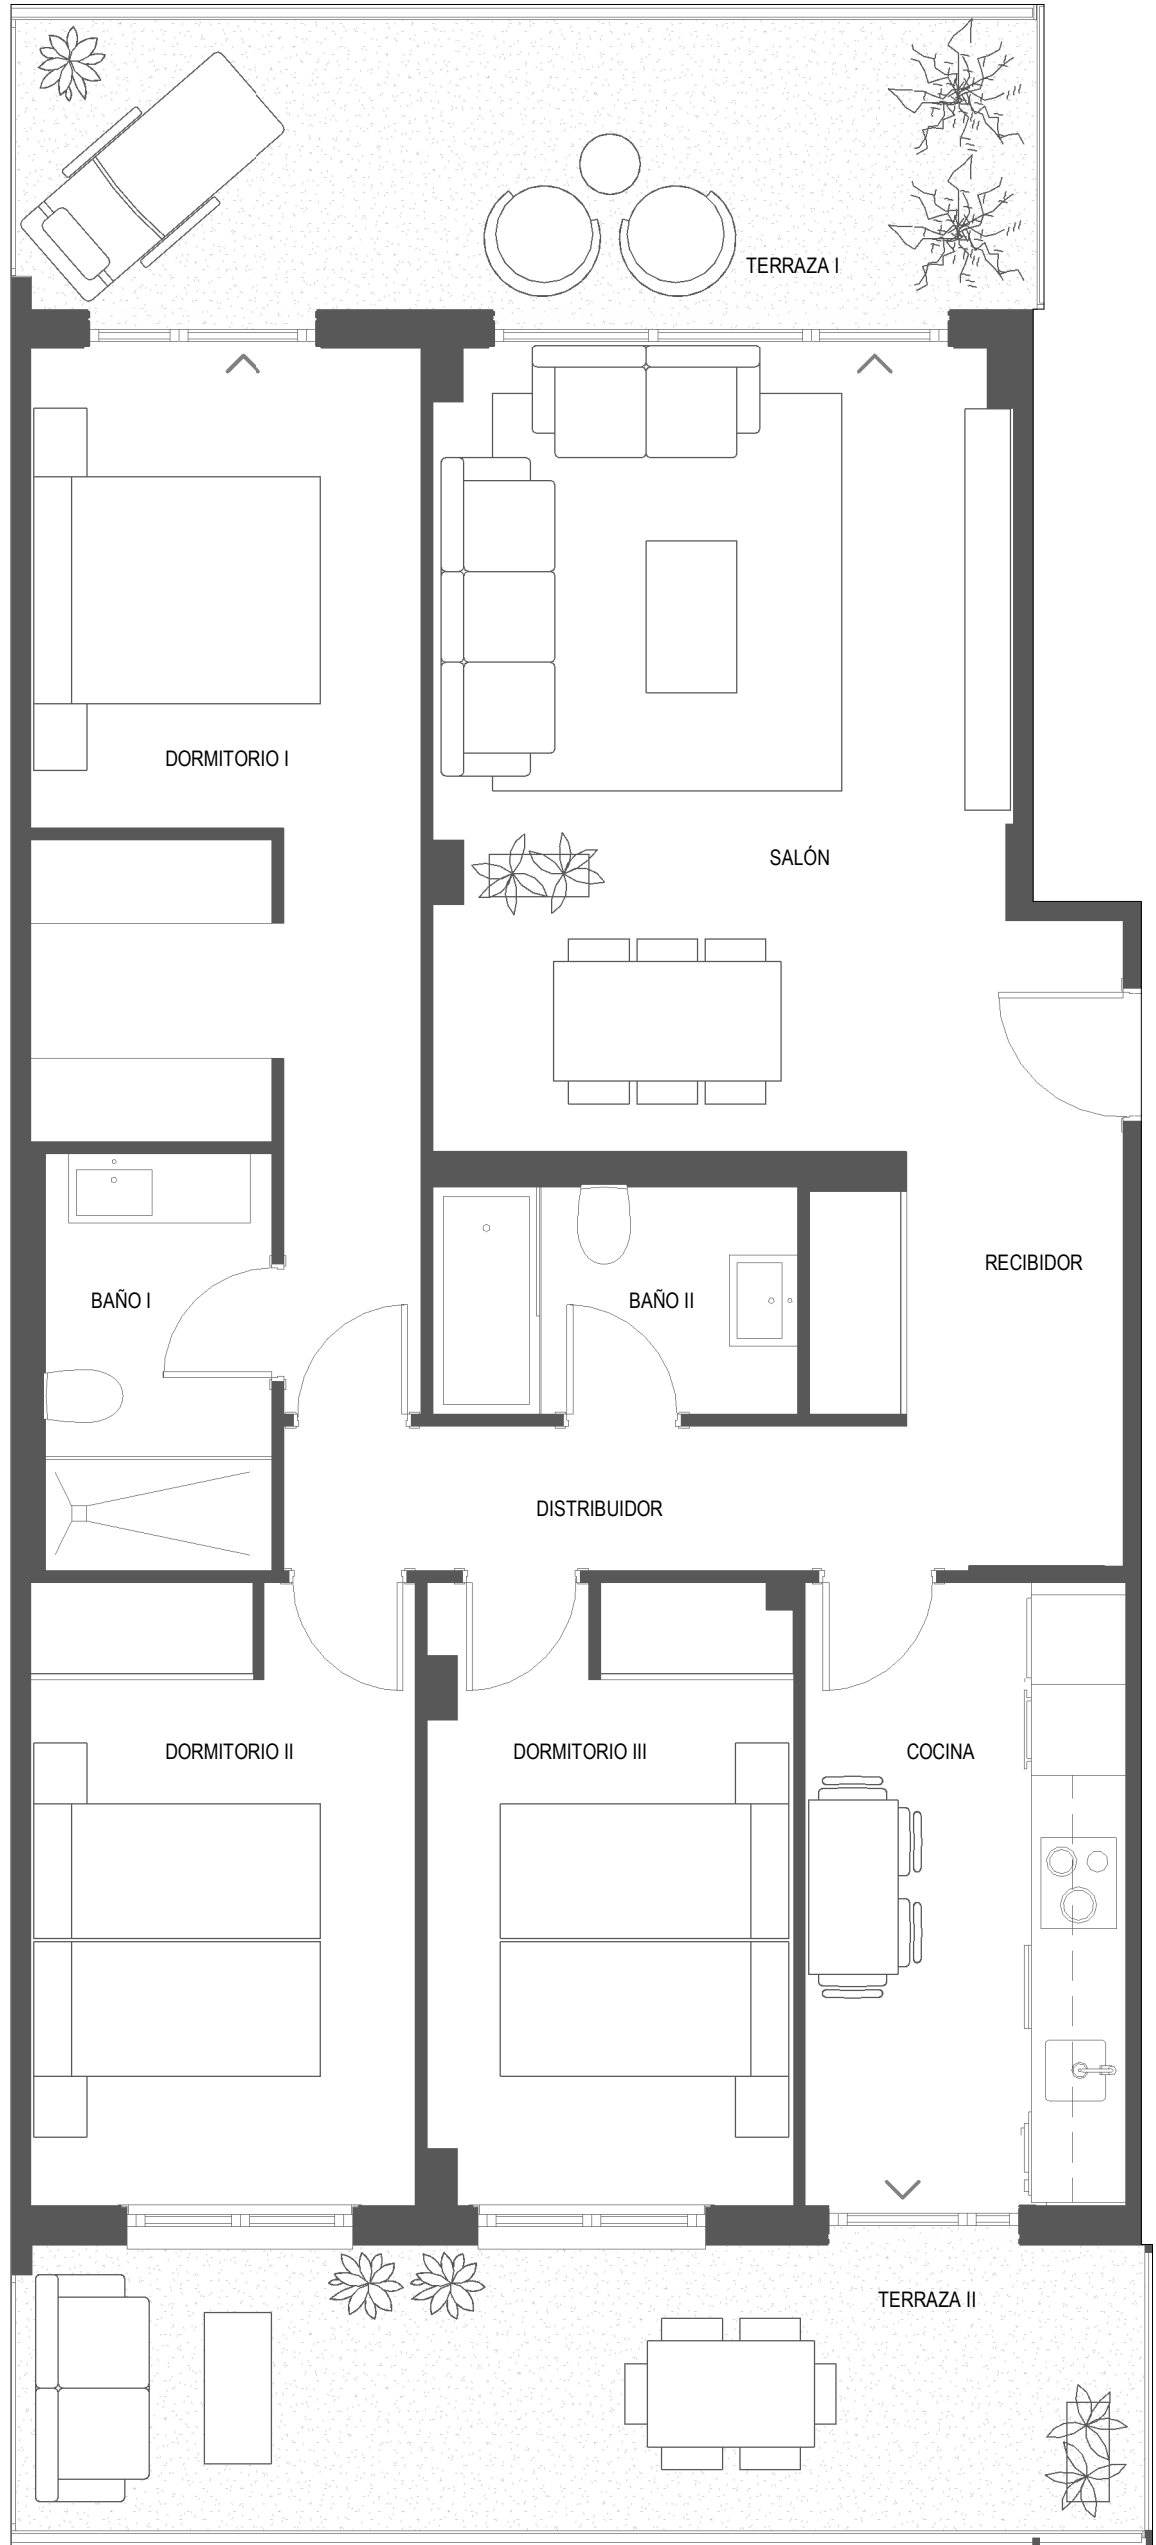 TERRAZA I
DORMITORIO I
SALÓN
RECIBIDOR
BAÑO I
BAÑO II
DISTRIBUIDOR
DORMITORIO II
DORMITORIO III
COCINA
TERRAZA II